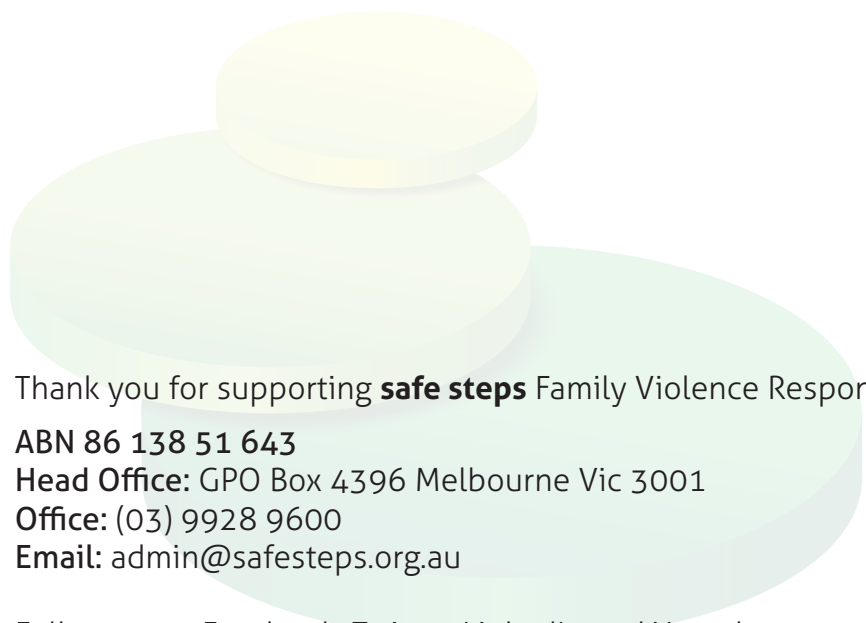 Thank you for supporting safe steps Family Violence
ABN 86 138 51 643
Head Office: GPO Box 4396 Melbourne Vic 3001
Office: (03) 9928 9600
Email: admin@safesteps.org.au